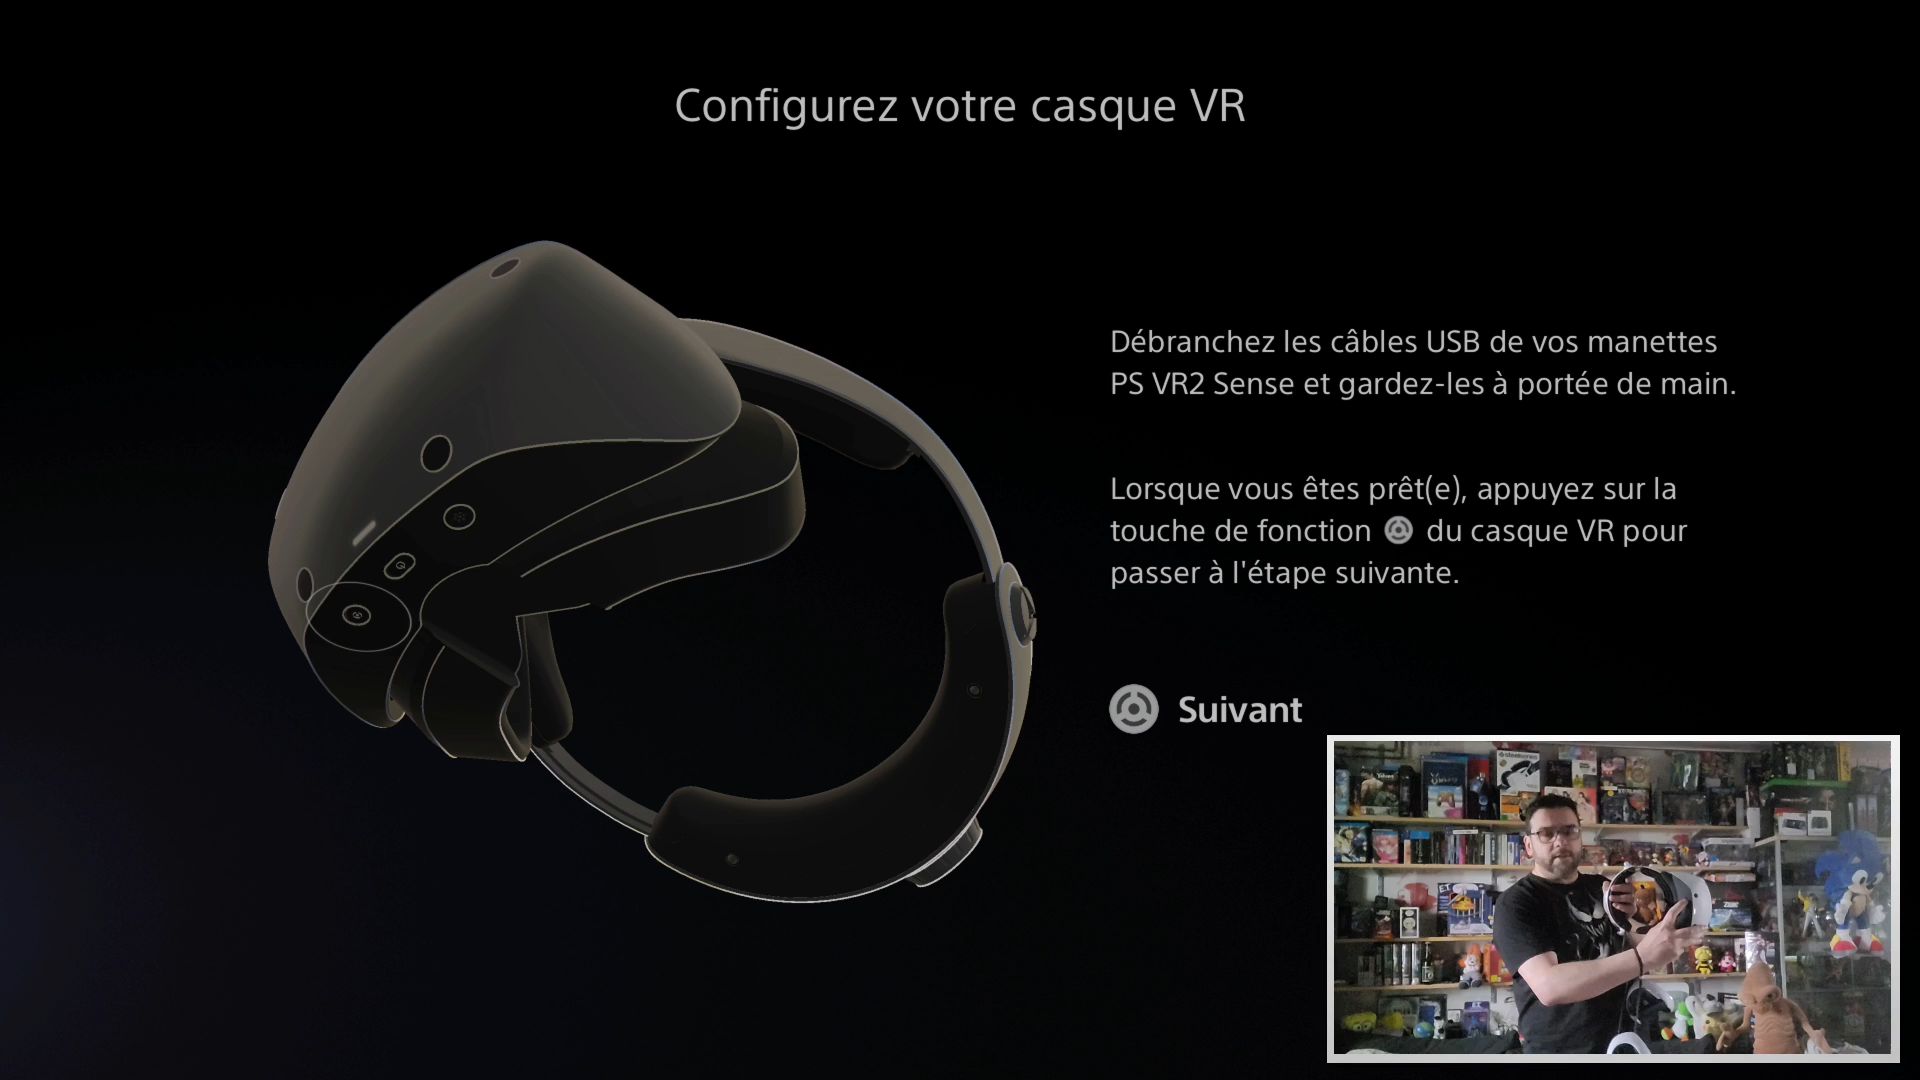 Configurez votre casque VR
Débranchez les câbles USB de vos manettes
PS VR2 Sense et gardez-les à portée de main.
Lorsque vous êtes prêt(e), appuyez sur la
touche de fonction du casque VR pour
passer à l'étape suivante.
Suivant